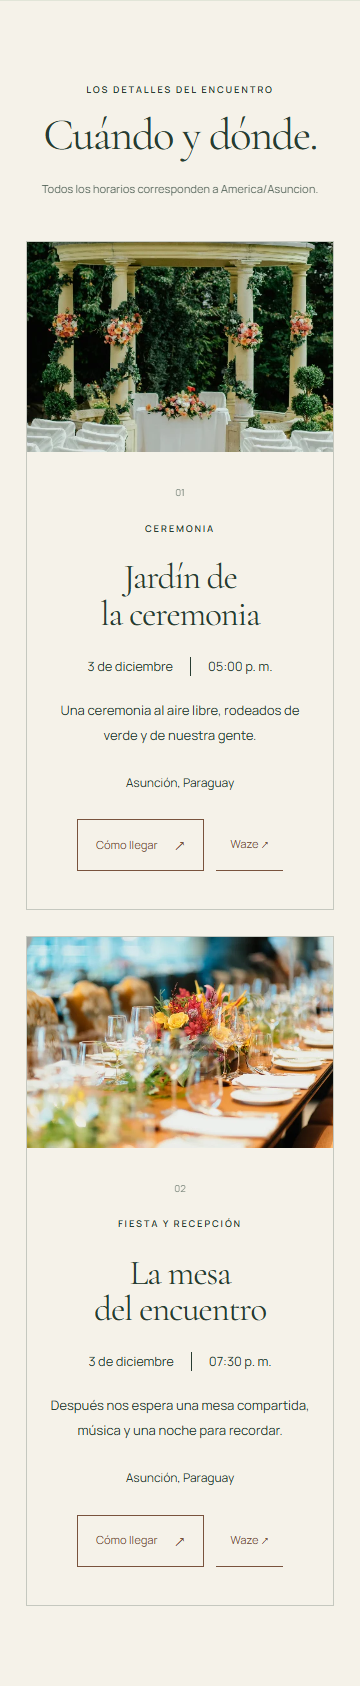 LOS DETALLES DEL ENCUENTRO
Cuándo y dónde.
Todos los horarios corresponden a America/Asuncion.
01
CEREMONIA
Jardín de
la ceremonia
3 de diciembre | 05:00 p. m.
Una ceremonia al aire libre, rodeados de
verde y de nuestra gente.
Asunción, Paraguay
Cómo llegar ↗ Waze ↗
02
FIESTA Y RECEPCIÓN
La mesa
del encuentro
3 de diciembre | 07:30 p. m.
Después nos espera una mesa compartida,
música y una noche para recordar.
Asunción, Paraguay
Cómo llegar ↗ Waze ↗